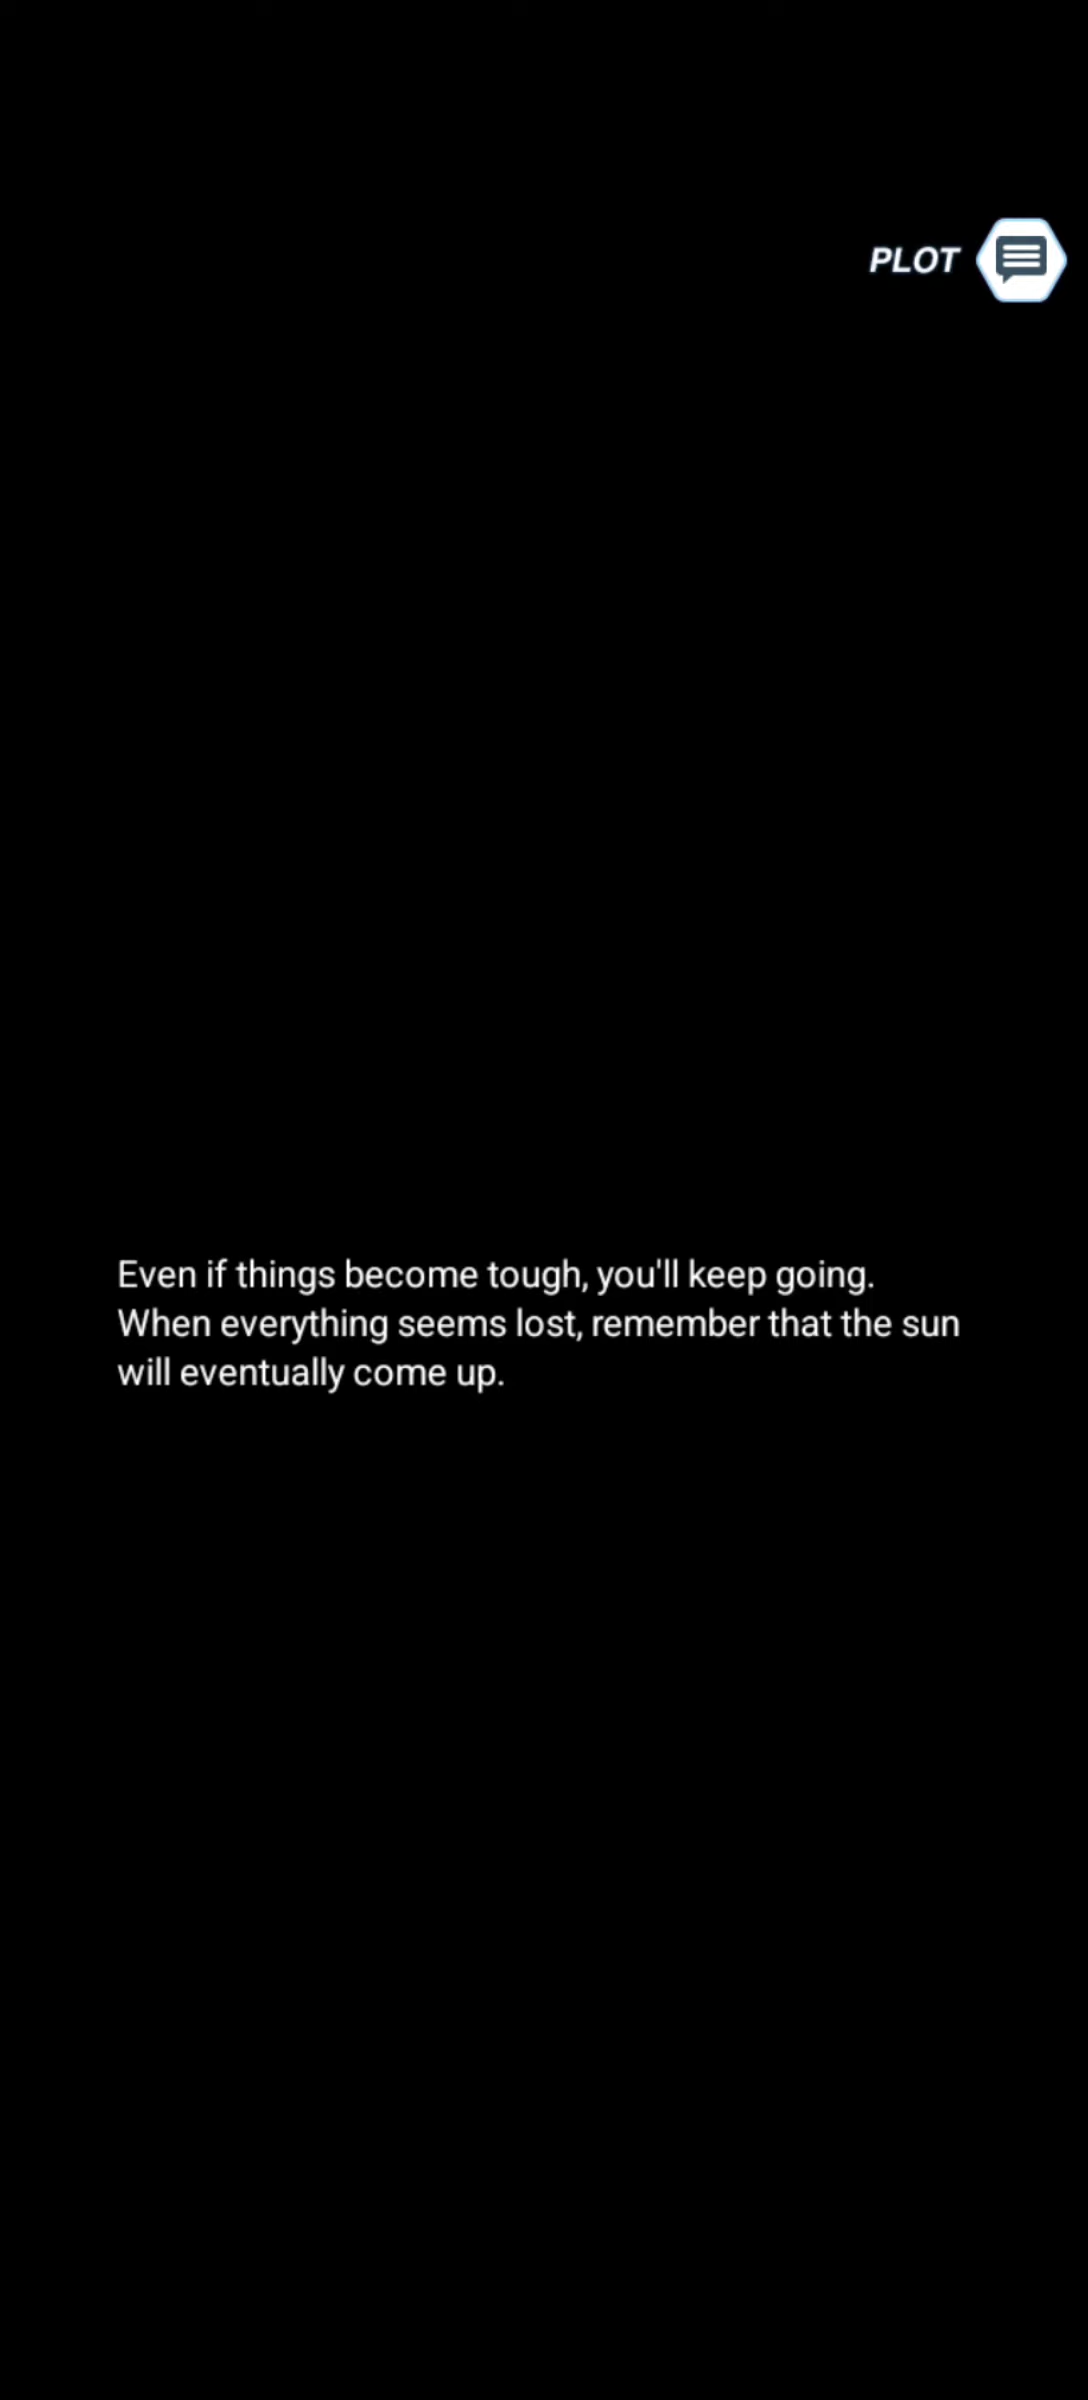 PLOT
Even if things become tough, you'll keep going.
When everything seems lost, remember that the sun
will eventually come up.